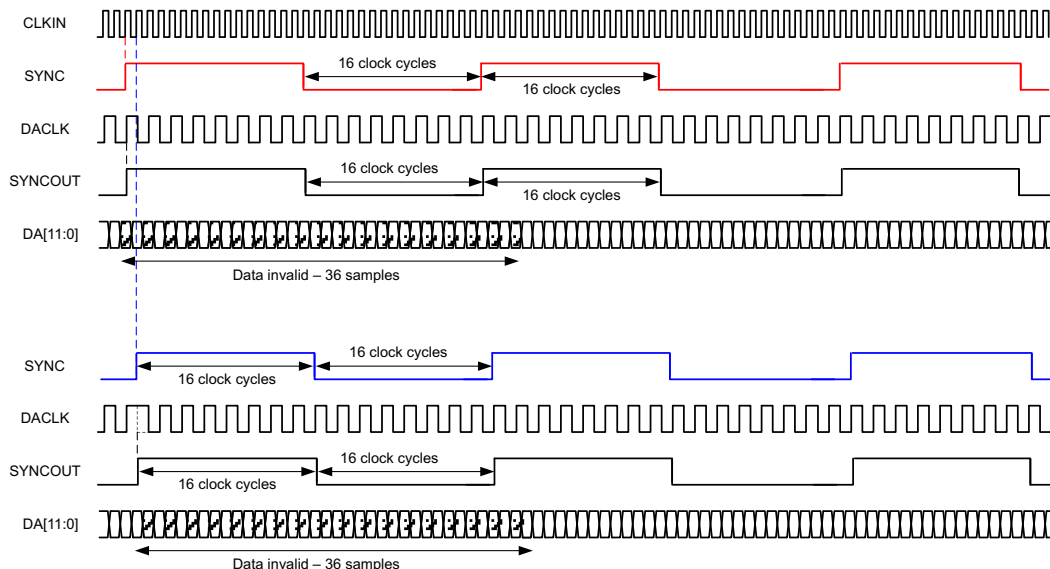 CLKIN
SYNC
16 clock cycles
16 clock cycles
DACLK
SYNCOUT
16 clock cycles
16 clock cycles
DA[11:0]
Data invalid – 36 samples
SYNC
16 clock cycles
16 clock cycles
DACLK
SYNCOUT
16 clock cycles
16 clock cycles
DA[11:0]
Data invalid – 36 samples